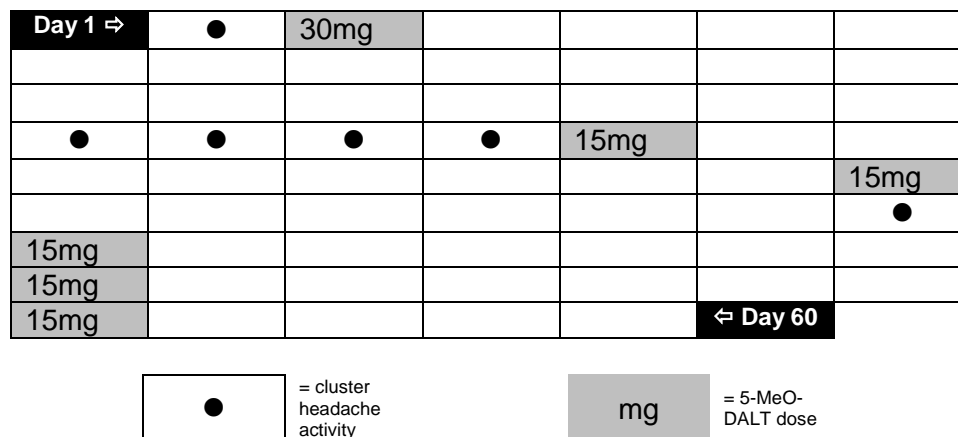 Day 1 ⇨ ● 30mg
● ● ● ● 15mg
15mg
●
15mg
15mg
15mg ⇦ Day 60
● = cluster
headache
activity
mg = 5-MeO-
DALT dose